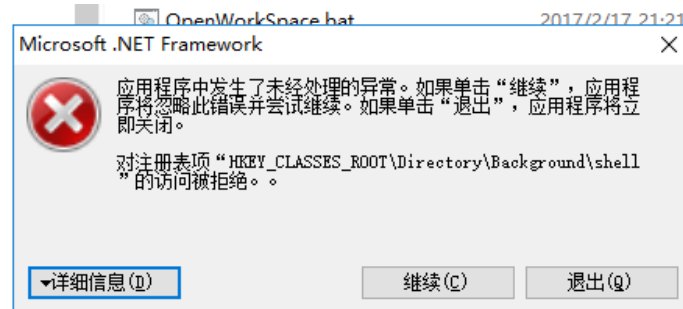 OpenWorkSpace.bat
2017/2/17 21:21
Microsoft .NET Framework
应用程序中发生了未经处理的异常。如果单击“继续”，应用程
序将忽略此错误并尝试继续。如果单击“退出”，应用程序将立
即关闭。
对注册表项“HKEY_CLASSES_ROOT\Directory\Background\shell
”的访问被拒绝。。
详细信息(D)
继续(C)
退出(Q)